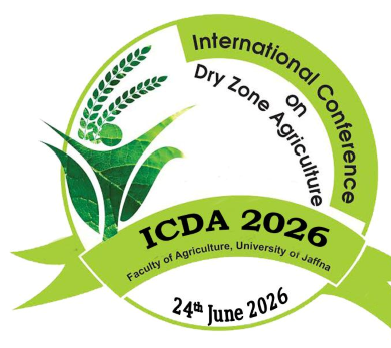 International Conference
on
Dry Zone Agriculture
ICDA 2026
Faculty of Agriculture, University of Jaffna
24th June 2026